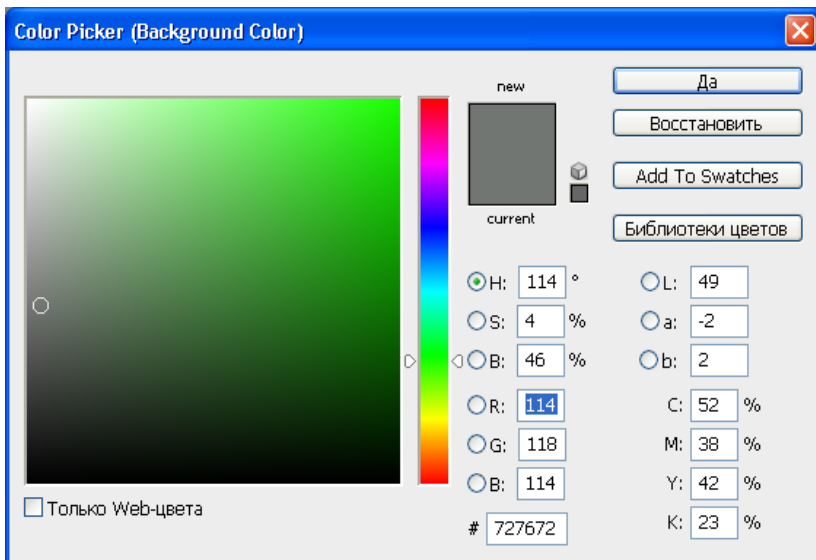 Color Picker (Background Color)
new
current
Да
Восстановить
Add To Swatches
Библиотеки цветов
H: 114 °
S: 4 %
B: 46 %
R: 114
G: 118
B: 114
# 727672
L: 49
a: -2
b: 2
C: 52 %
M: 38 %
Y: 42 %
K: 23 %
Только Web-цвета